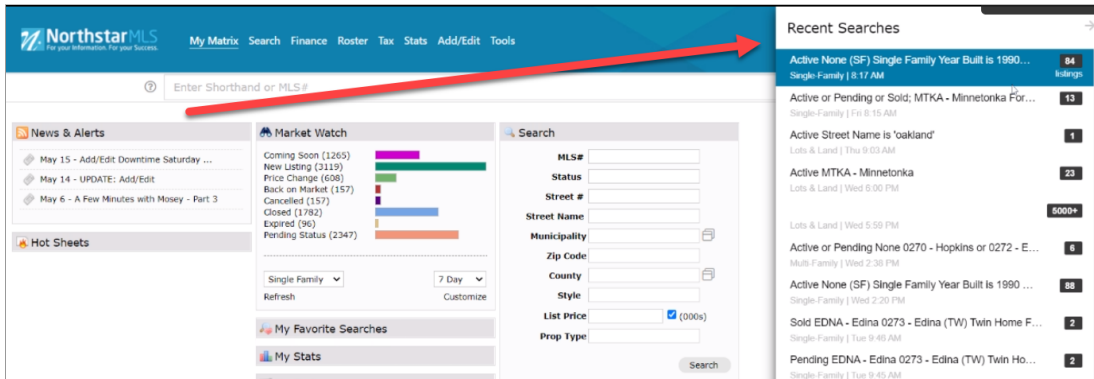 NorthstarMLS
For your Information. For your Success.
My Matrix Search Finance Roster Tax Stats Add/Edit Tools
Enter Shorthand or MLS#
News & Alerts
May 15 - Add/Edit Downtime Saturday ...
May 14 - UPDATE: Add/Edit
May 6 - A Few Minutes with Mosey - Part 3
Hot Sheets
Market Watch
Coming Soon (1265)
New Listing (3119)
Price Change (608)
Back on Market (157)
Cancelled (157)
Closed (1782)
Expired (96)
Pending Status (2347)
Single Family 7 Day
Refresh Customize
My Favorite Searches
My Stats
Search
MLS#
Status
Street #
Street Name
Municipality
Zip Code
County
Style
List Price (000s)
Prop Type
Search
Recent Searches
Active None (SF) Single Family Year Built is 1990... 84
Single-Family | 8:17 AM listings
Active or Pending or Sold; MTKA - Minnetonka For... 13
Single-Family | Fri 8:15 AM
Active Street Name is 'oakland' 1
Lots & Land | Thu 9:03 AM
Active MTKA - Minnetonka 23
Lots & Land | Wed 6:00 PM
5000+
Lots & Land | Wed 5:59 PM
Active or Pending None 0270 - Hopkins or 0272 - E... 6
Multi-Family | Wed 2:38 PM
Active None (SF) Single Family Year Built is 1990 ... 88
Single-Family | Wed 2:20 PM
Sold EDNA - Edina 0273 - Edina (TW) Twin Home F... 2
Single-Family | Tue 9:46 AM
Pending EDNA - Edina 0273 - Edina (TW) Twin Ho... 2
Single-Family | Tue 9:45 AM